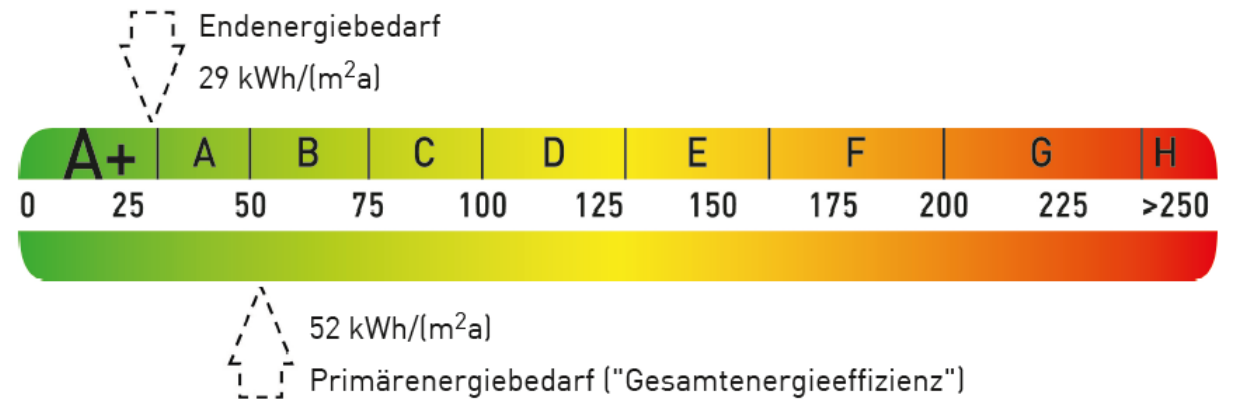 Endenergiebedarf
29 kWh/(m²a)
A+ A B C D E F G H
0 25 50 75 100 125 150 175 200 225 >250
52 kWh/(m²a)
Primärenergiebedarf ("Gesamtenergieeffizienz")